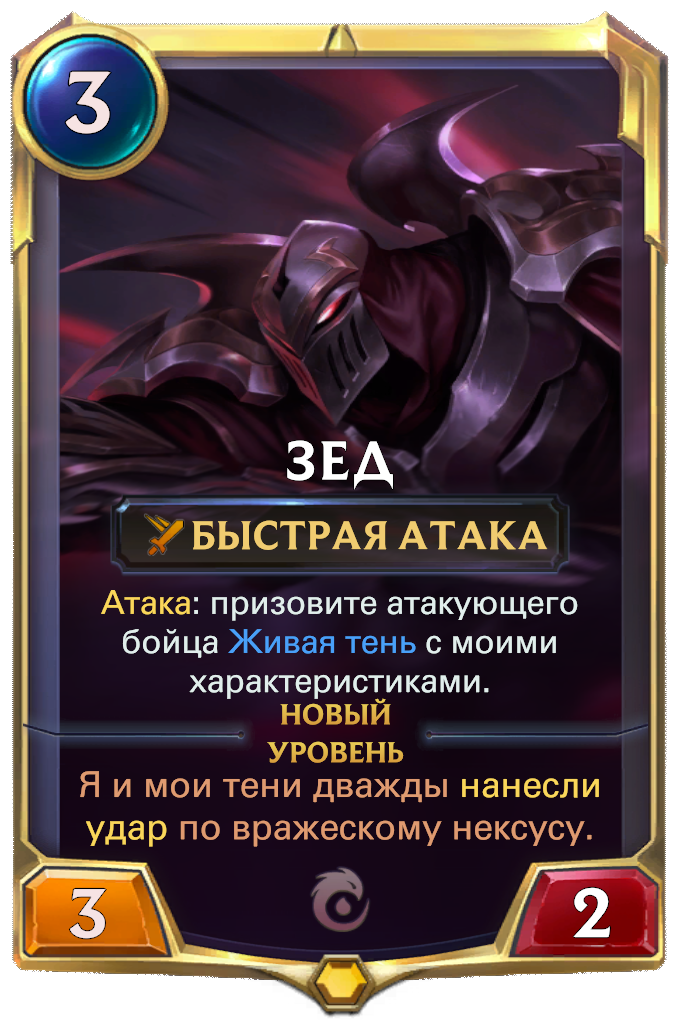 3
ЗЕД
БЫСТРАЯ АТАКА
Атака: призовите атакующего
бойца Живая тень с моими
характеристиками.
НОВЫЙ
УРОВЕНЬ
Я и мои тени дважды нанесли
удар по вражескому нексусу.
3
2